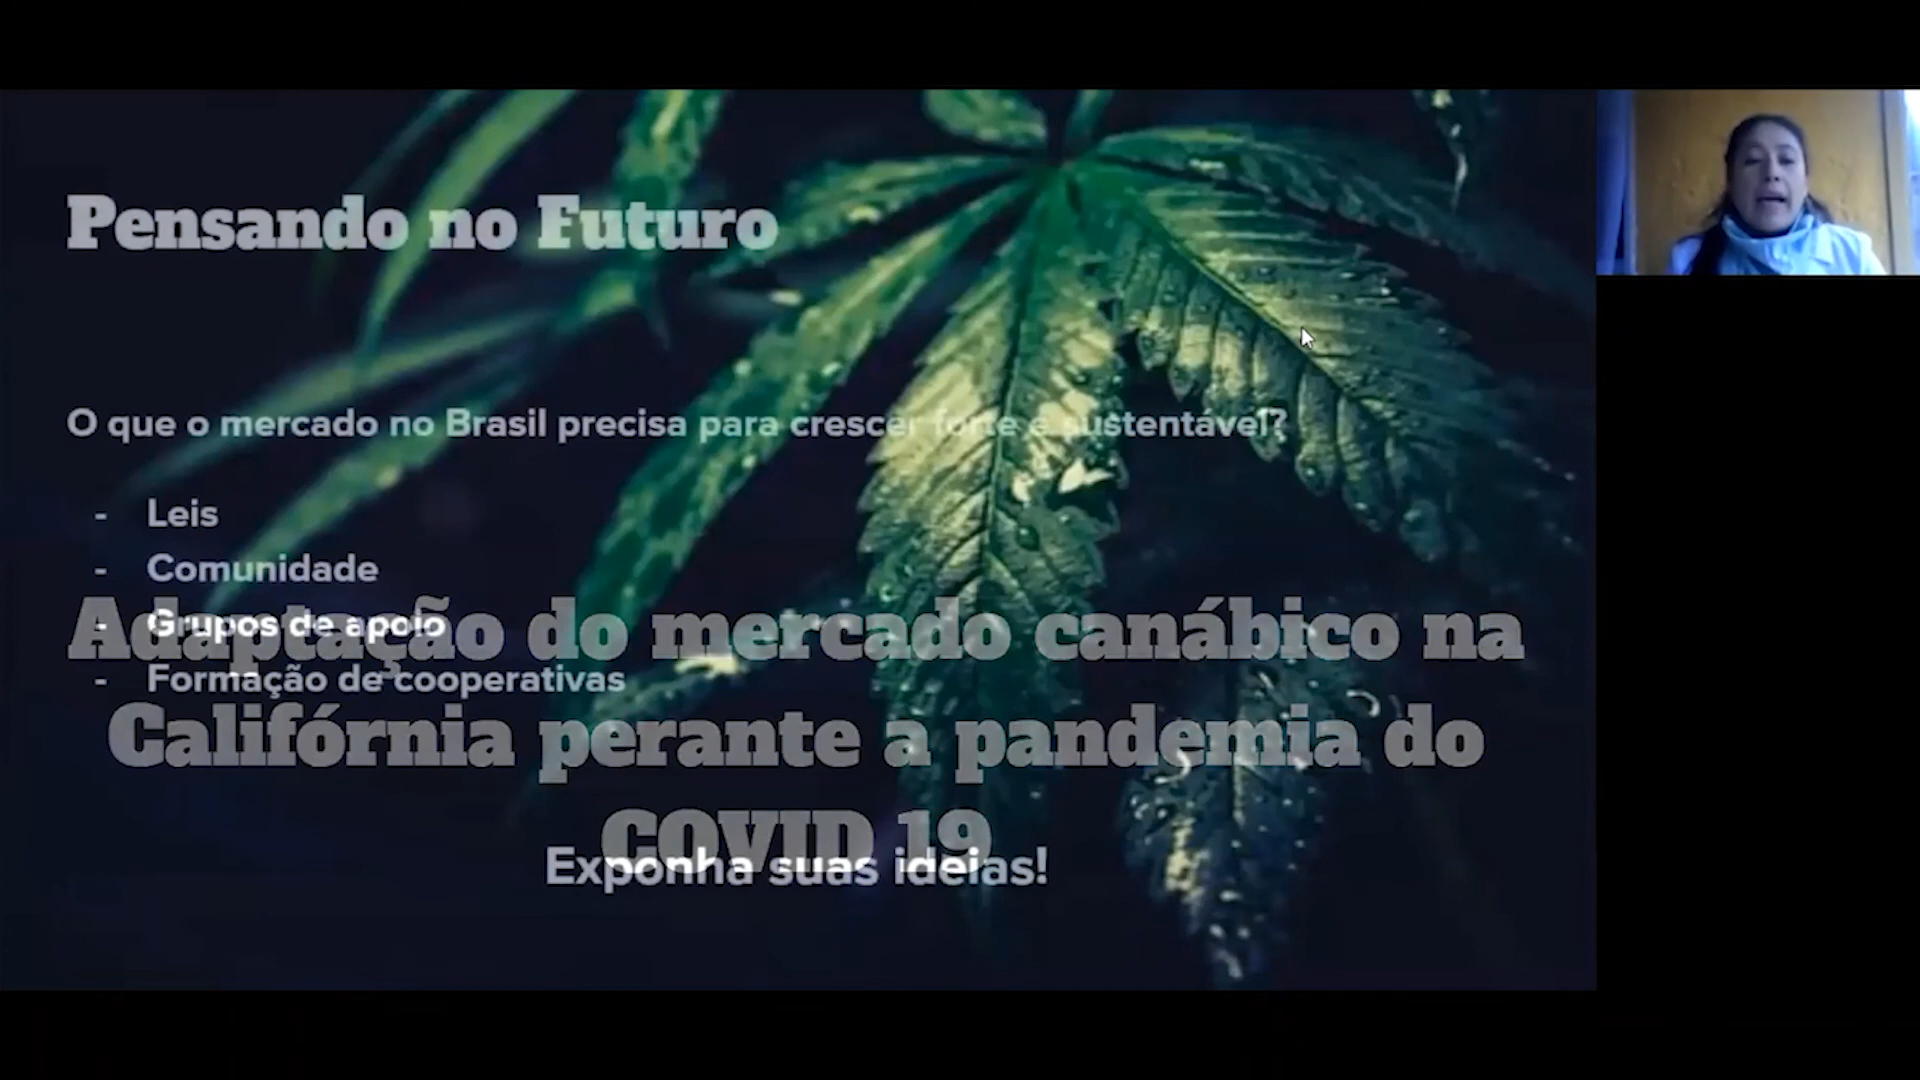 Pensando no Futuro
O que o mercado no Brasil precisa para crescer forte e sustentável?
- Leis
- Comunidade
- Grupos de apoio
- Formação de cooperativas
Adaptação do mercado canábico na
Califórnia perante a pandemia do
COVID 19
Exponha suas ideias!